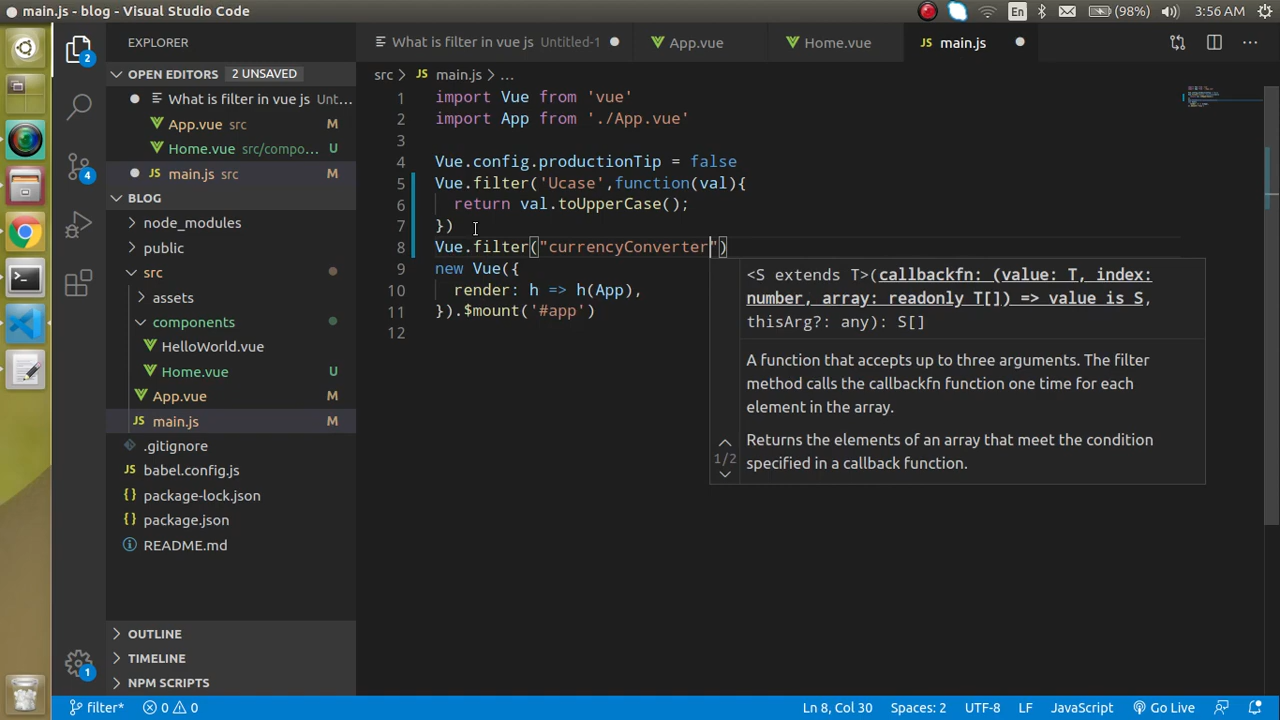 main.js - blog - Visual Studio Code
En
(98%)
3:56 AM
EXPLORER
What is filter in vue js Untitled-1
App.vue
Home.vue
main.js
OPEN EDITORS 2 UNSAVED
What is filter in vue js Unt...
App.vue src M
Home.vue src/compo... U
main.js src M
BLOG
node_modules
public
src
assets
components
HelloWorld.vue
Home.vue U
App.vue M
main.js M
.gitignore
babel.config.js
package-lock.json
package.json
README.md
OUTLINE
TIMELINE
NPM SCRIPTS
2
4
1
src > JS main.js > ...
1 import Vue from 'vue'
2 import App from './App.vue'
3
4 Vue.config.productionTip = false
5 Vue.filter('Ucase',function(val){
6 return val.toUpperCase();
7 })
8 Vue.filter("currencyConverter")
9 new Vue({
10 render: h => h(App),
11 }).$mount('#app')
12
<S extends T>(callbackfn: (value: T, index:
number, array: readonly T[]) => value is S,
thisArg?: any): S[]
A function that accepts up to three arguments. The filter
method calls the callbackfn function one time for each
element in the array.
Returns the elements of an array that meet the condition
specified in a callback function.
1/2
filter* 0 0
Ln 8, Col 30
Spaces: 2
UTF-8
LF
JavaScript
Go Live